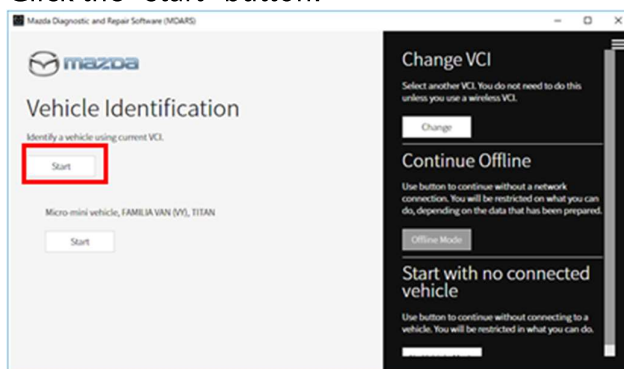 Click the "Start" button.
Mazda Diagnostic and Repair Software (MDARS)
mazda
Vehicle Identification
Identify a vehicle using current VCI.
Start
Micro-mini vehicle, FAMILIA VAN (VY), TITAN
Start
Change VCI
Select another VCI. You do not need to do this
unless you use a wireless VCI.
Change
Continue Offline
Use button to continue without a network
connection. You will be restricted on what you can
do, depending on the data that has been prepared.
Offline Mode
Start with no connected
vehicle
Use button to continue without connecting to a
vehicle. You will be restricted in what you can do.